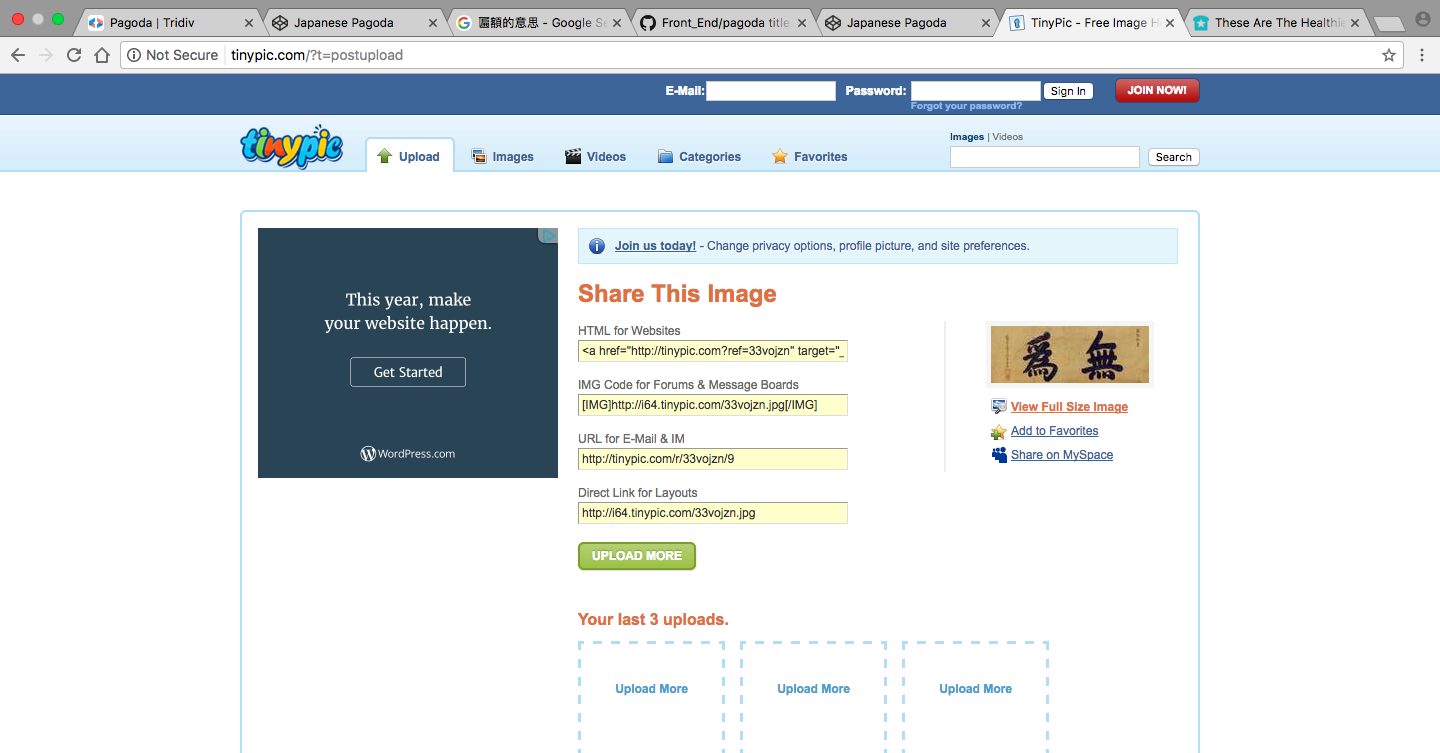 Pagoda | Tridiv
Japanese Pagoda
匾額的意思 - Google Se
Front_End/pagoda title.
Japanese Pagoda
TinyPic - Free Image H
These Are The Healthie
Not Secure
tinypic.com/?t=postupload
E-Mail:
Password:
Sign In
JOIN NOW!
Forgot your password?
tinypic
Upload
Images
Videos
Categories
Favorites
Images | Videos
Search
This year, make
your website happen.
Get Started
WordPress.com
Join us today! - Change privacy options, profile picture, and site preferences.
Share This Image
HTML for Websites
<a href="http://tinypic.com?ref=33vojzn" target="_
IMG Code for Forums & Message Boards
[IMG]http://i64.tinypic.com/33vojzn.jpg[/IMG]
URL for E-Mail & IM
http://tinypic.com/r/33vojzn/9
Direct Link for Layouts
http://i64.tinypic.com/33vojzn.jpg
UPLOAD MORE
無為
View Full Size Image
Add to Favorites
Share on MySpace
Your last 3 uploads.
Upload More
Upload More
Upload More